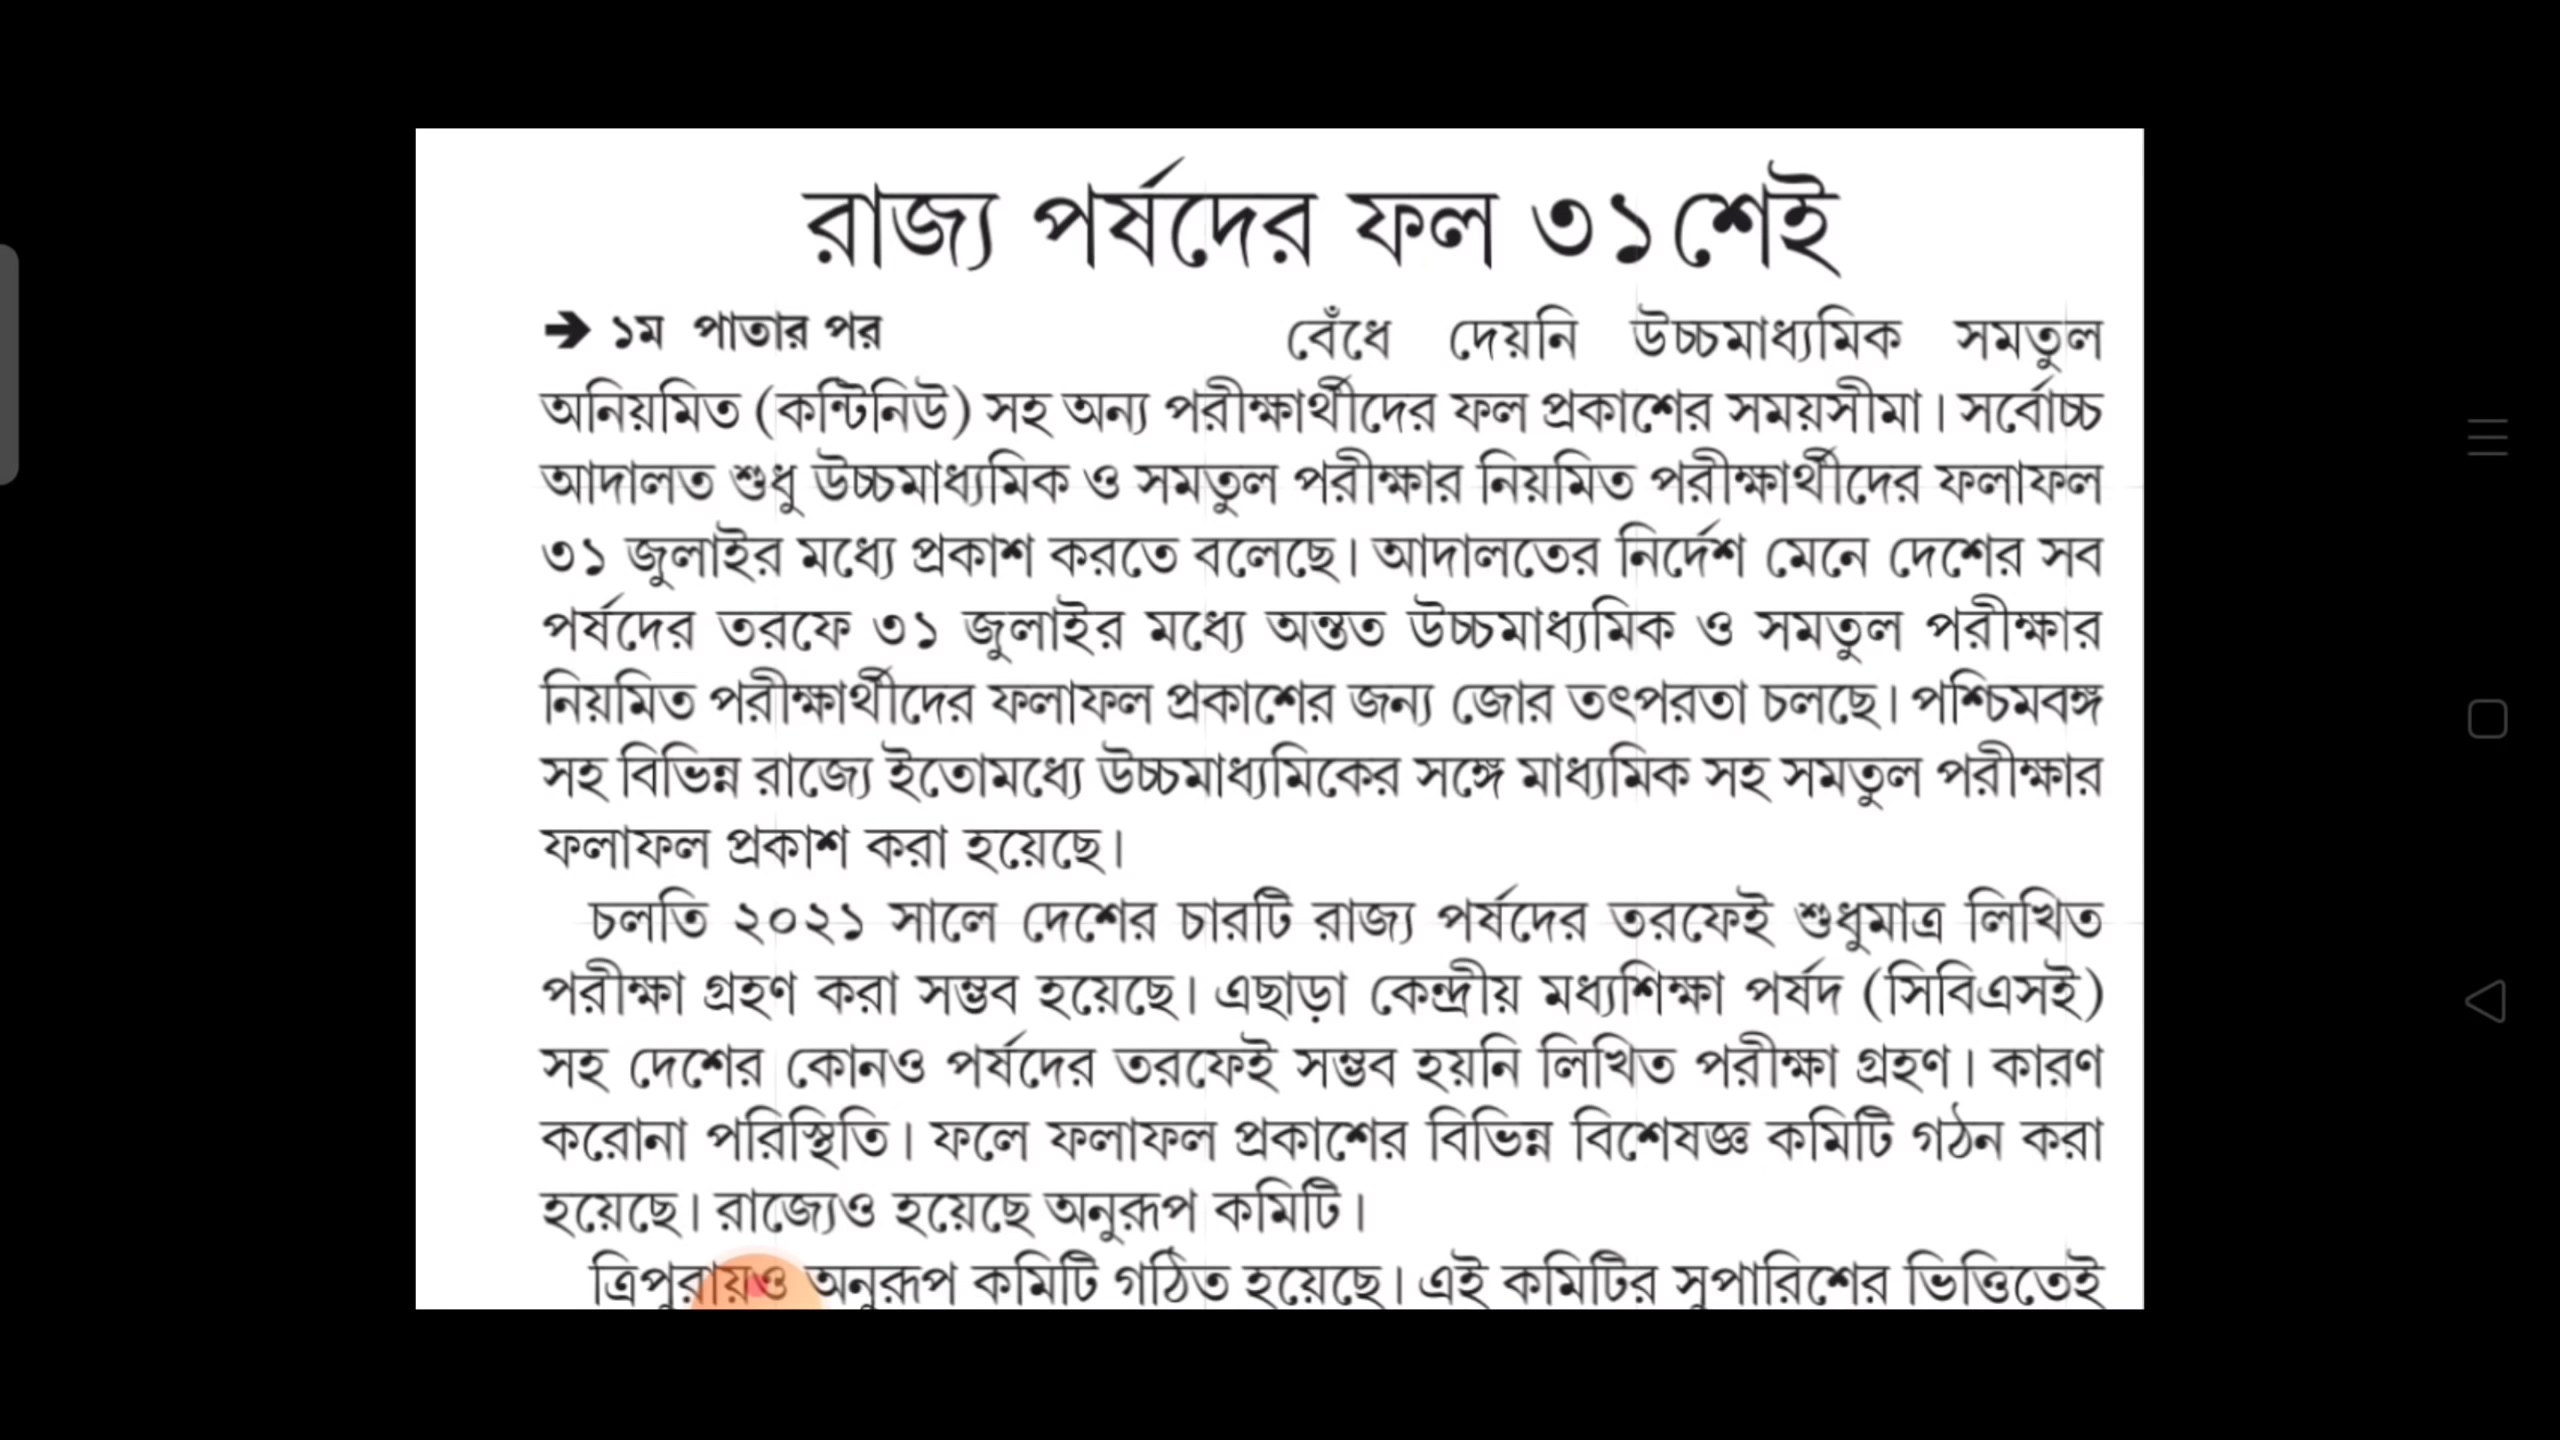 রাজ্য পর্ষদের ফল ৩১শেই
➔ ১ম পাতার পর বেঁধে দেয়নি উচ্চমাধ্যমিক সমতুল
অনিয়মিত (কন্টিনিউ) সহ অন্য পরীক্ষার্থীদের ফল প্রকাশের সময়সীমা। সর্বোচ্চ
আদালত শুধু উচ্চমাধ্যমিক ও সমতুল পরীক্ষার নিয়মিত পরীক্ষার্থীদের ফলাফল
৩১ জুলাইর মধ্যে প্রকাশ করতে বলেছে। আদালতের নির্দেশ মেনে দেশের সব
পর্ষদের তরফে ৩১ জুলাইর মধ্যে অন্তত উচ্চমাধ্যমিক ও সমতুল পরীক্ষার
নিয়মিত পরীক্ষার্থীদের ফলাফল প্রকাশের জন্য জোর তৎপরতা চলছে। পশ্চিমবঙ্গ
সহ বিভিন্ন রাজ্যে ইতোমধ্যে উচ্চমাধ্যমিকের সঙ্গে মাধ্যমিক সহ সমতুল পরীক্ষার
ফলাফল প্রকাশ করা হয়েছে।
চলতি ২০২১ সালে দেশের চারটি রাজ্য পর্ষদের তরফেই শুধুমাত্র লিখিত
পরীক্ষা গ্রহণ করা সম্ভব হয়েছে। এছাড়া কেন্দ্রীয় মধ্যশিক্ষা পর্ষদ (সিবিএসই)
সহ দেশের কোনও পর্ষদের তরফেই সম্ভব হয়নি লিখিত পরীক্ষা গ্রহণ। কারণ
করোনা পরিস্থিতি। ফলে ফলাফল প্রকাশের বিভিন্ন বিশেষজ্ঞ কমিটি গঠন করা
হয়েছে। রাজ্যেও হয়েছে অনুরূপ কমিটি।
ত্রিপুরায়ও অনুরূপ কমিটি গঠিত হয়েছে। এই কমিটির সুপারিশের ভিত্তিতেই